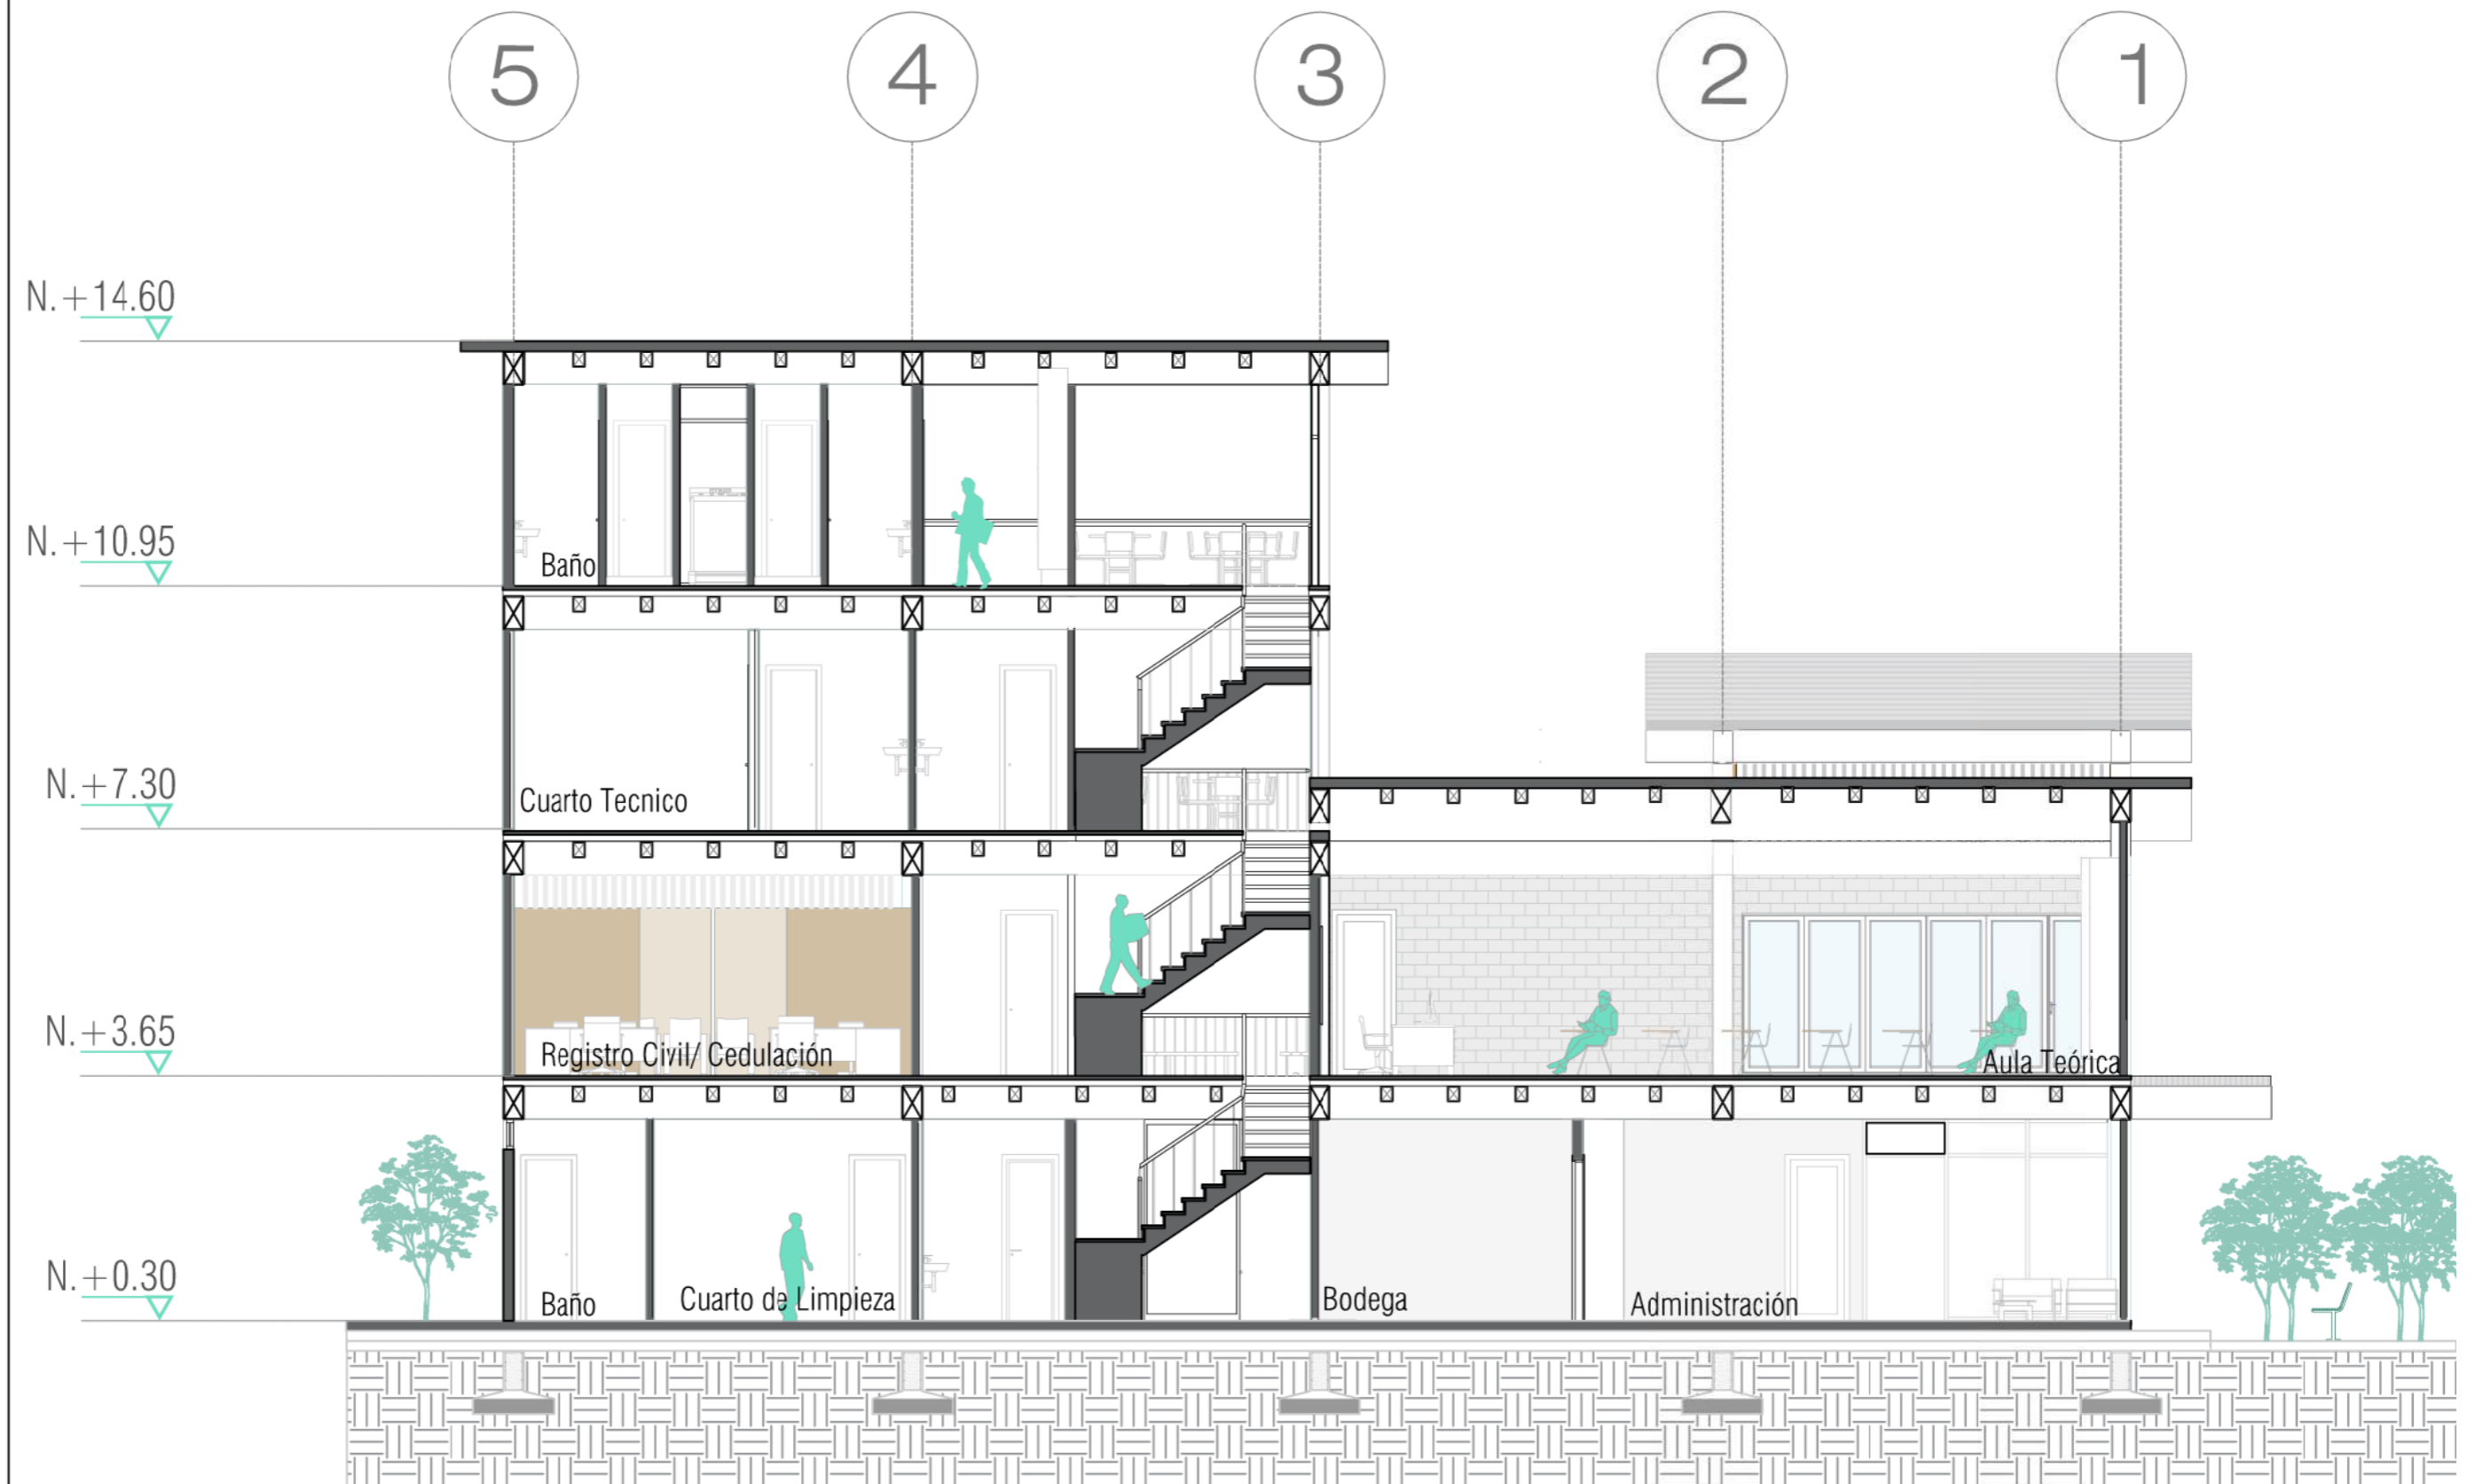 5 4 3 2 1
N.+14.60
N.+10.95
Baño
N.+7.30
Cuarto Tecnico
N.+3.65
Registro Civil/ Cedulación
Aula Teórica
N.+0.30
Baño
Cuarto de Limpieza
Bodega
Administración